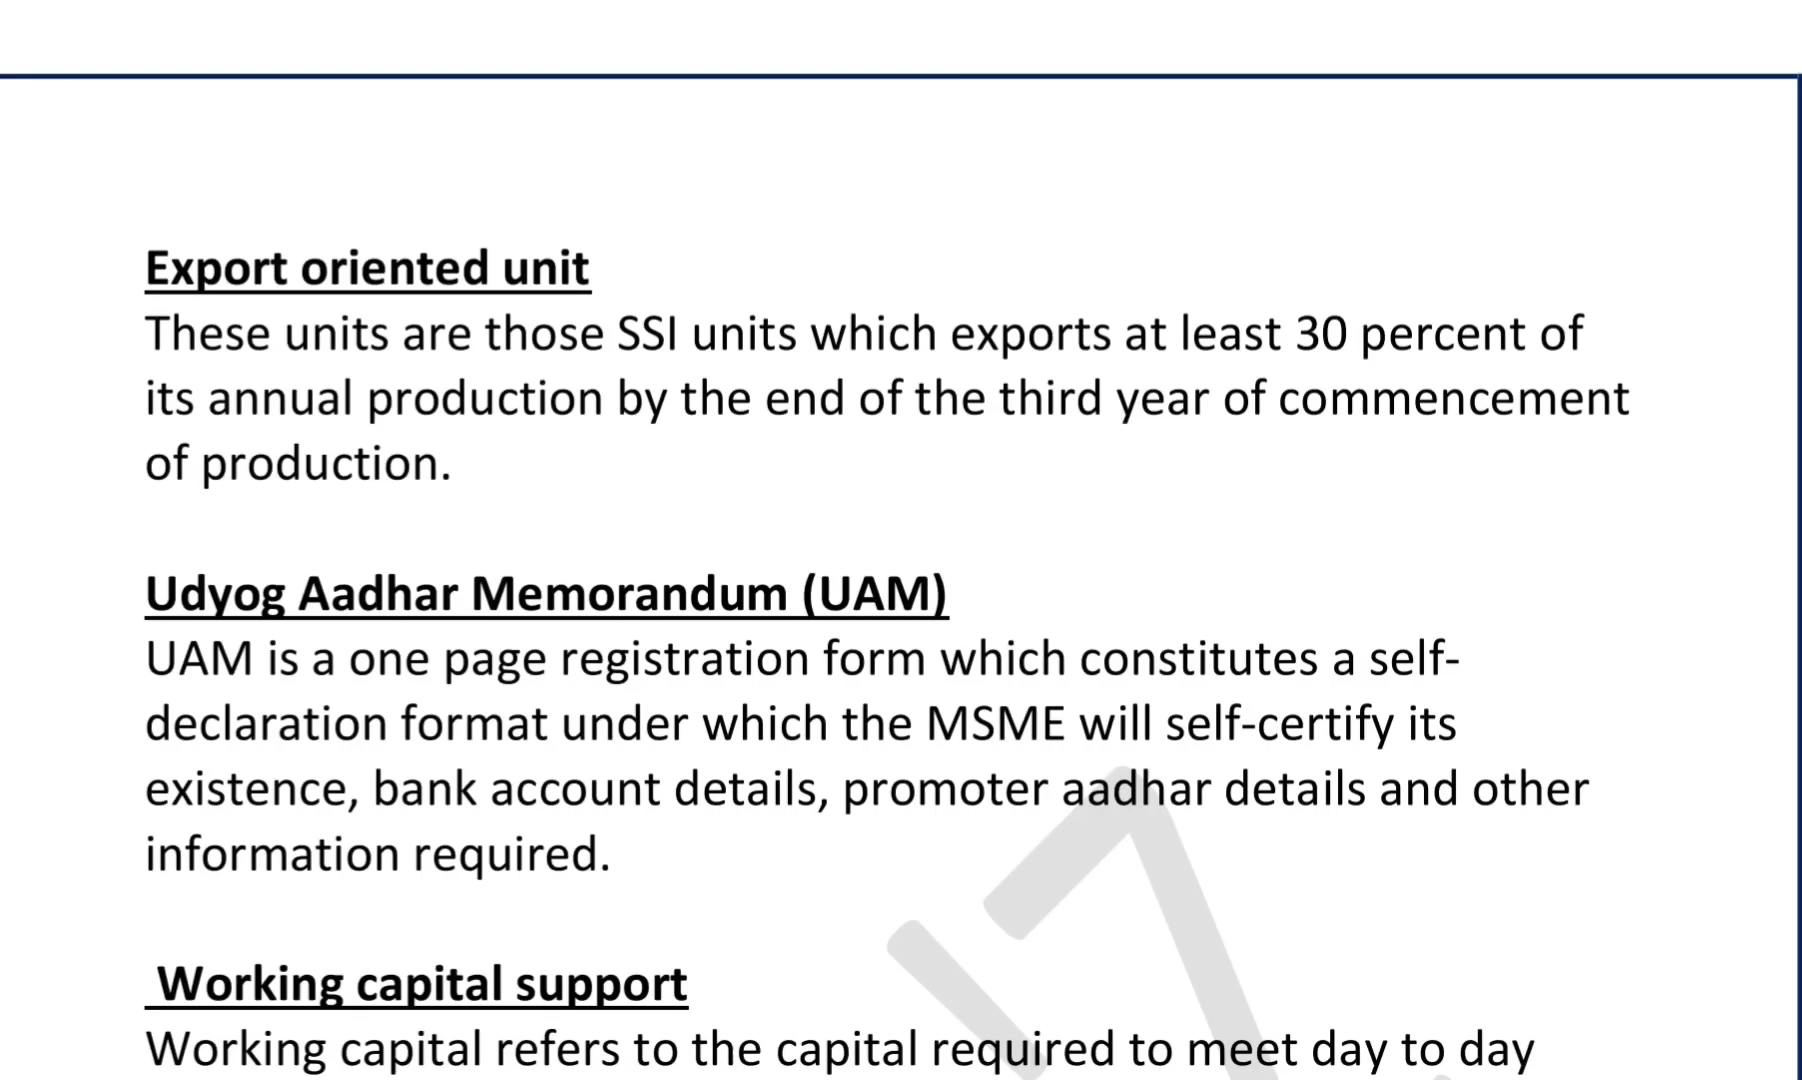 Export oriented unit
These units are those SSI units which exports at least 30 percent of
its annual production by the end of the third year of commencement
of production.
Udyog Aadhar Memorandum (UAM)
UAM is a one page registration form which constitutes a self-
declaration format under which the MSME will self-certify its
existence, bank account details, promoter aadhar details and other
information required.
Working capital support
Working capital refers to the capital required to meet day to day